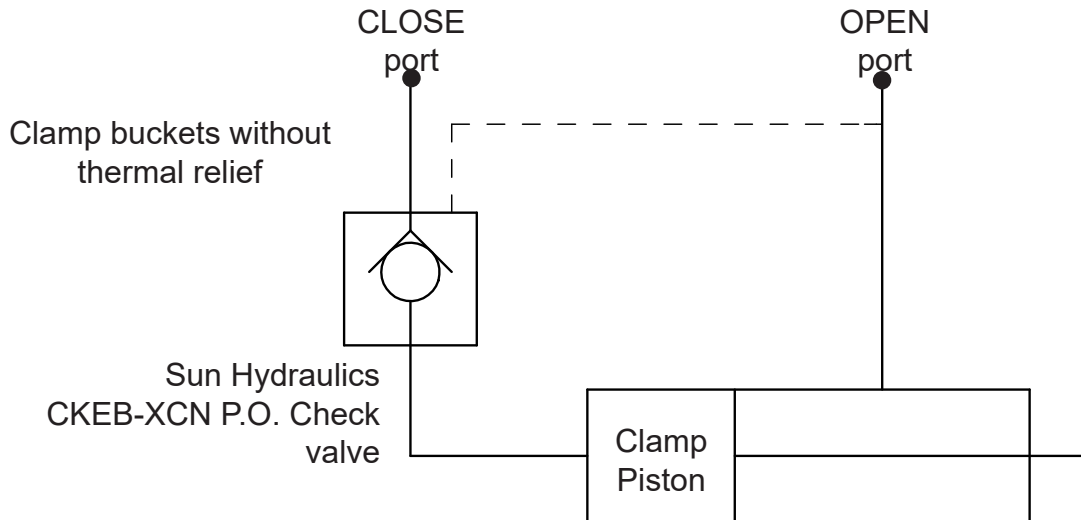 CLOSE
port
OPEN
port
Clamp buckets without
thermal relief
Sun Hydraulics
CKEB-XCN P.O. Check
valve
Clamp
Piston